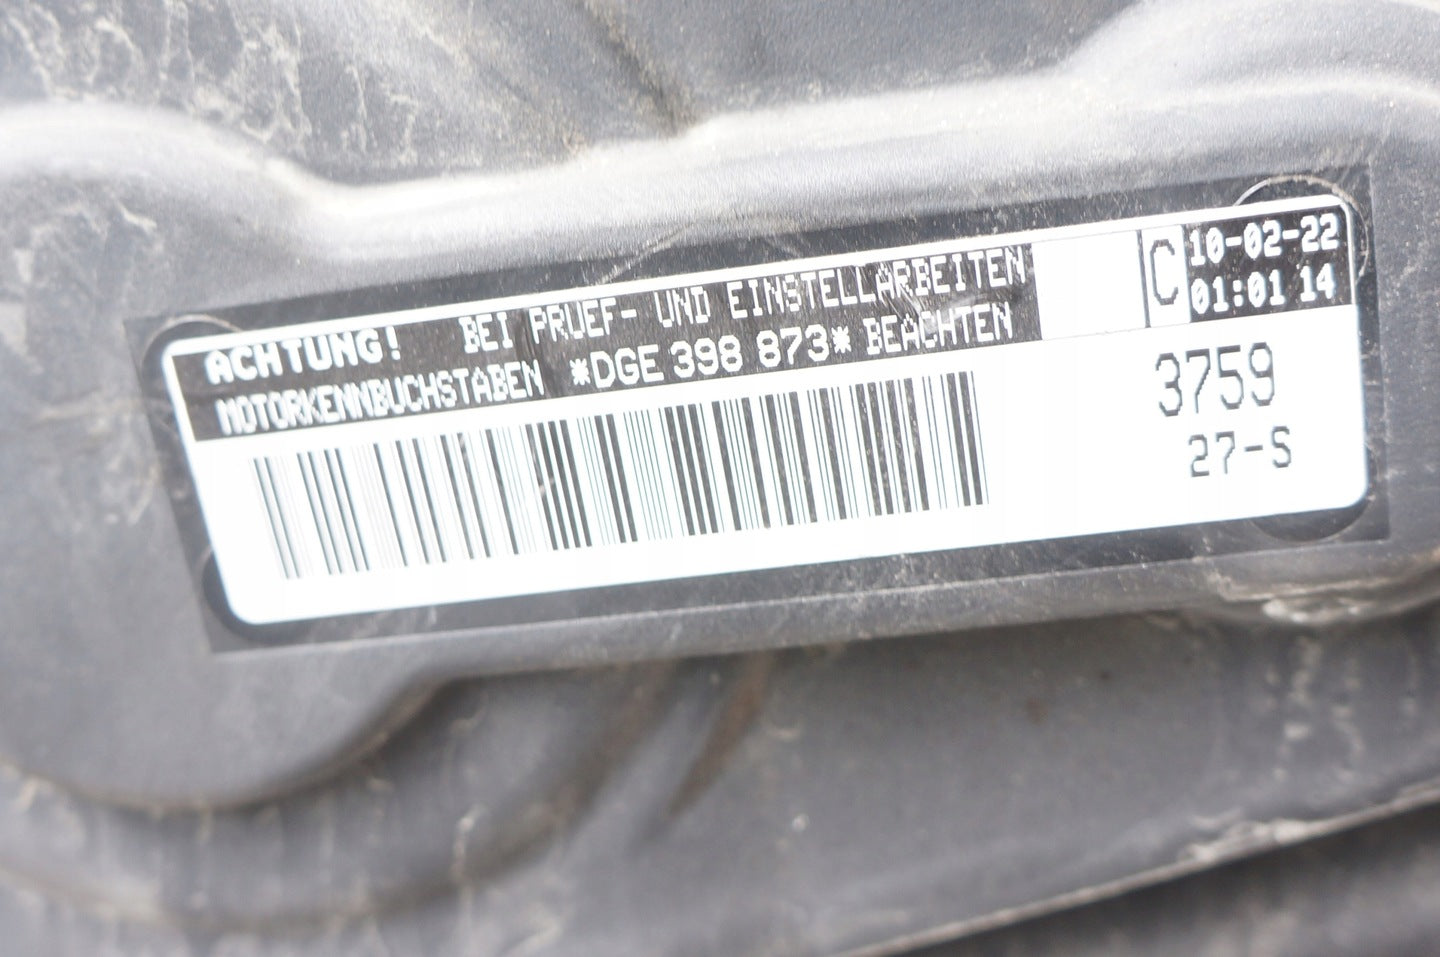 ACHTUNG! BEI PRUEF- UND EINSTELLARBEITEN
MOTORKENNBUCHSTABEN *DGE 398 873* BEACHTEN
C
10-02-22
01:01 14
3759
27-S